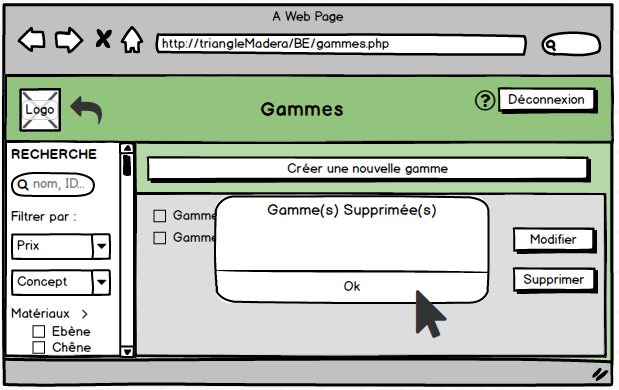 A Web Page
http://triangleMadera/BE/gammes.php
Logo
Gammes
? Déconnexion
RECHERCHE
nom, ID...
Filtrer par :
Prix
Concept
Matériaux >
Ebène
Chêne
Créer une nouvelle gamme
Gamme
Gamme
Gamme(s) Supprimée(s)
Ok
Modifier
Supprimer